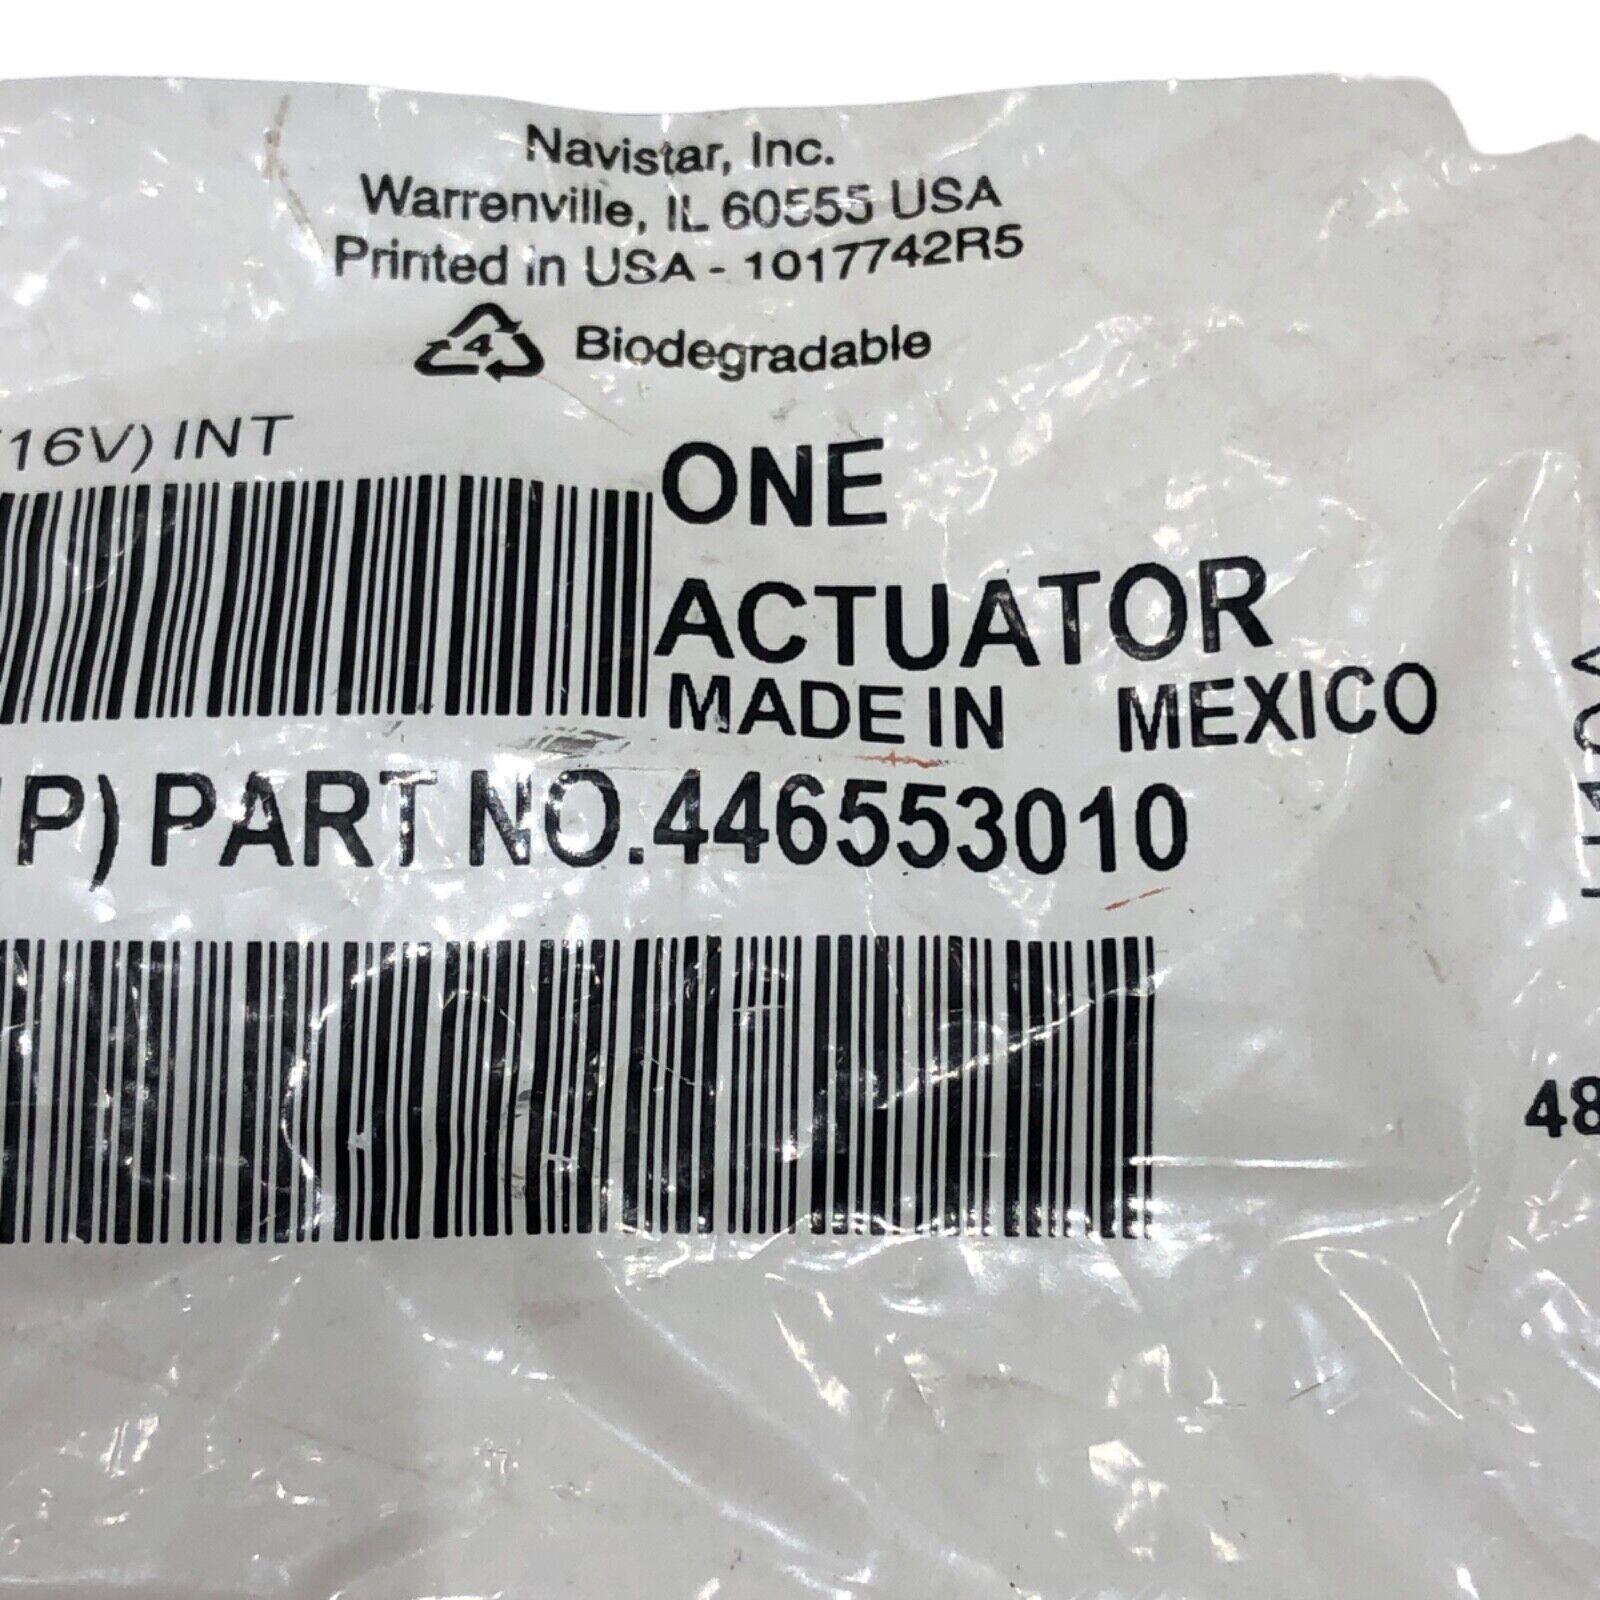 Navistar, Inc.
Warrenville, IL 60555 USA
Printed in USA - 1017742R5
4 Biodegradable
16V) INT
ONE
ACTUATOR
MADE IN MEXICO
P) PART NO.446553010
48